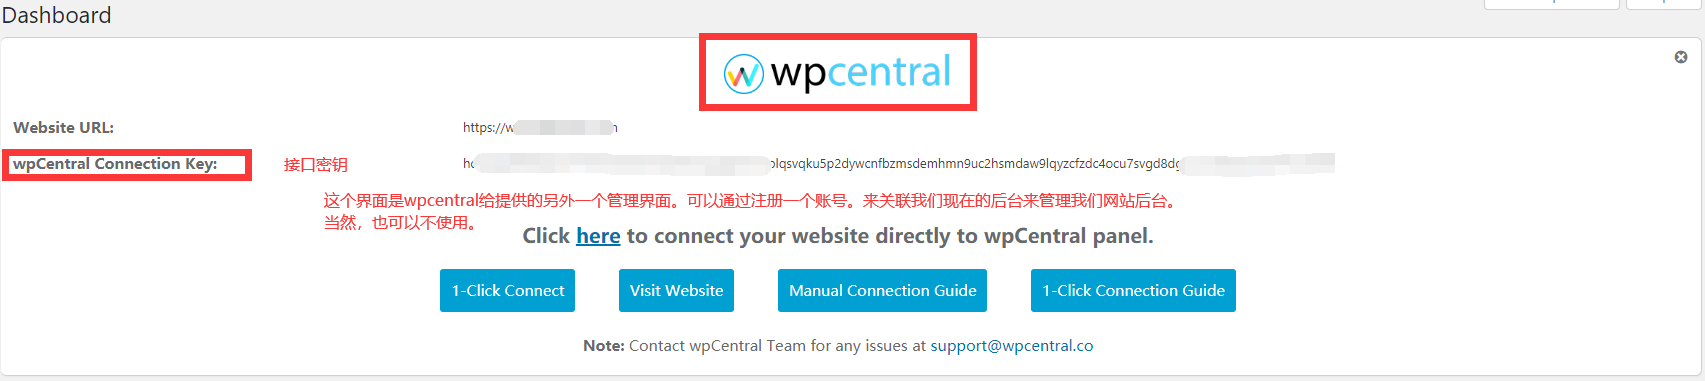 Dashboard
wpcentral
Website URL:
https://w
wpCentral Connection Key:
接口密钥
plqsvqku5p2dywcnfbzmsdemhmn9uc2hsmdaw9lqyzcfzdc4ocu7svgd8d
这个界面是wpcentral给提供的另外一个管理界面。可以通过注册一个账号。来关联我们现在的后台来管理我们网站后台。
当然，也可以不使用。
Click here to connect your website directly to wpCentral panel.
1-Click Connect
Visit Website
Manual Connection Guide
1-Click Connection Guide
Note: Contact wpCentral Team for any issues at support@wpcentral.co